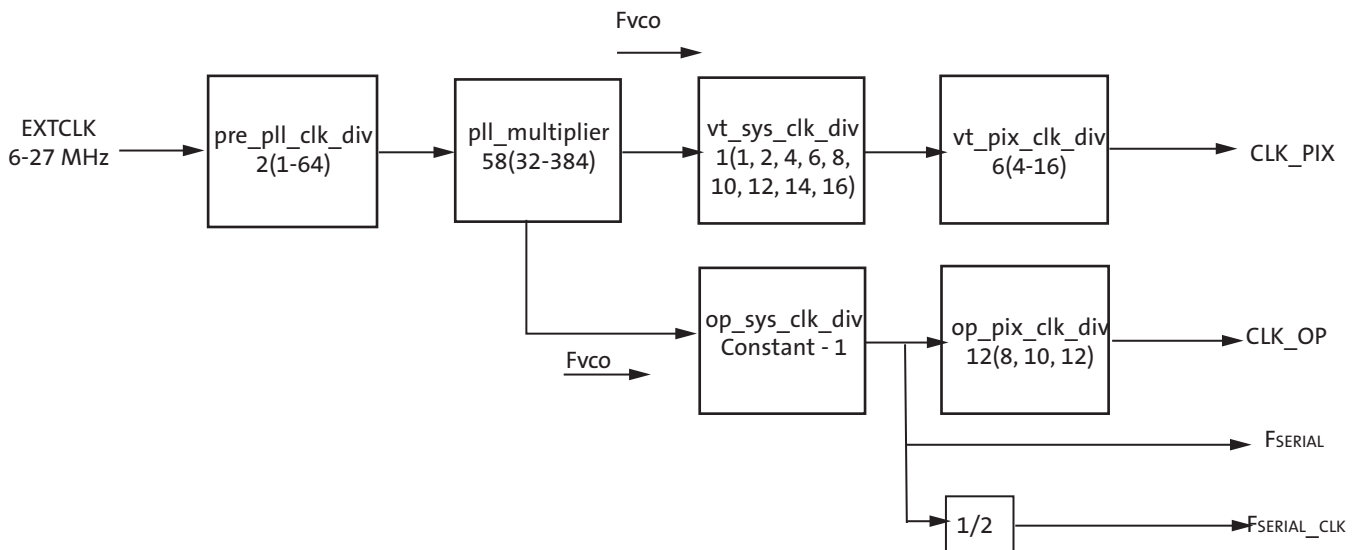 Fvco
EXTCLK
6-27 MHz
pre_pll_clk_div
2(1-64)
pll_multiplier
58(32-384)
vt_sys_clk_div
1(1, 2, 4, 6, 8,
10, 12, 14, 16)
vt_pix_clk_div
6(4-16)
CLK_PIX
Fvco
op_sys_clk_div
Constant - 1
op_pix_clk_div
12(8, 10, 12)
CLK_OP
FSERIAL
1/2
FSERIAL_CLK